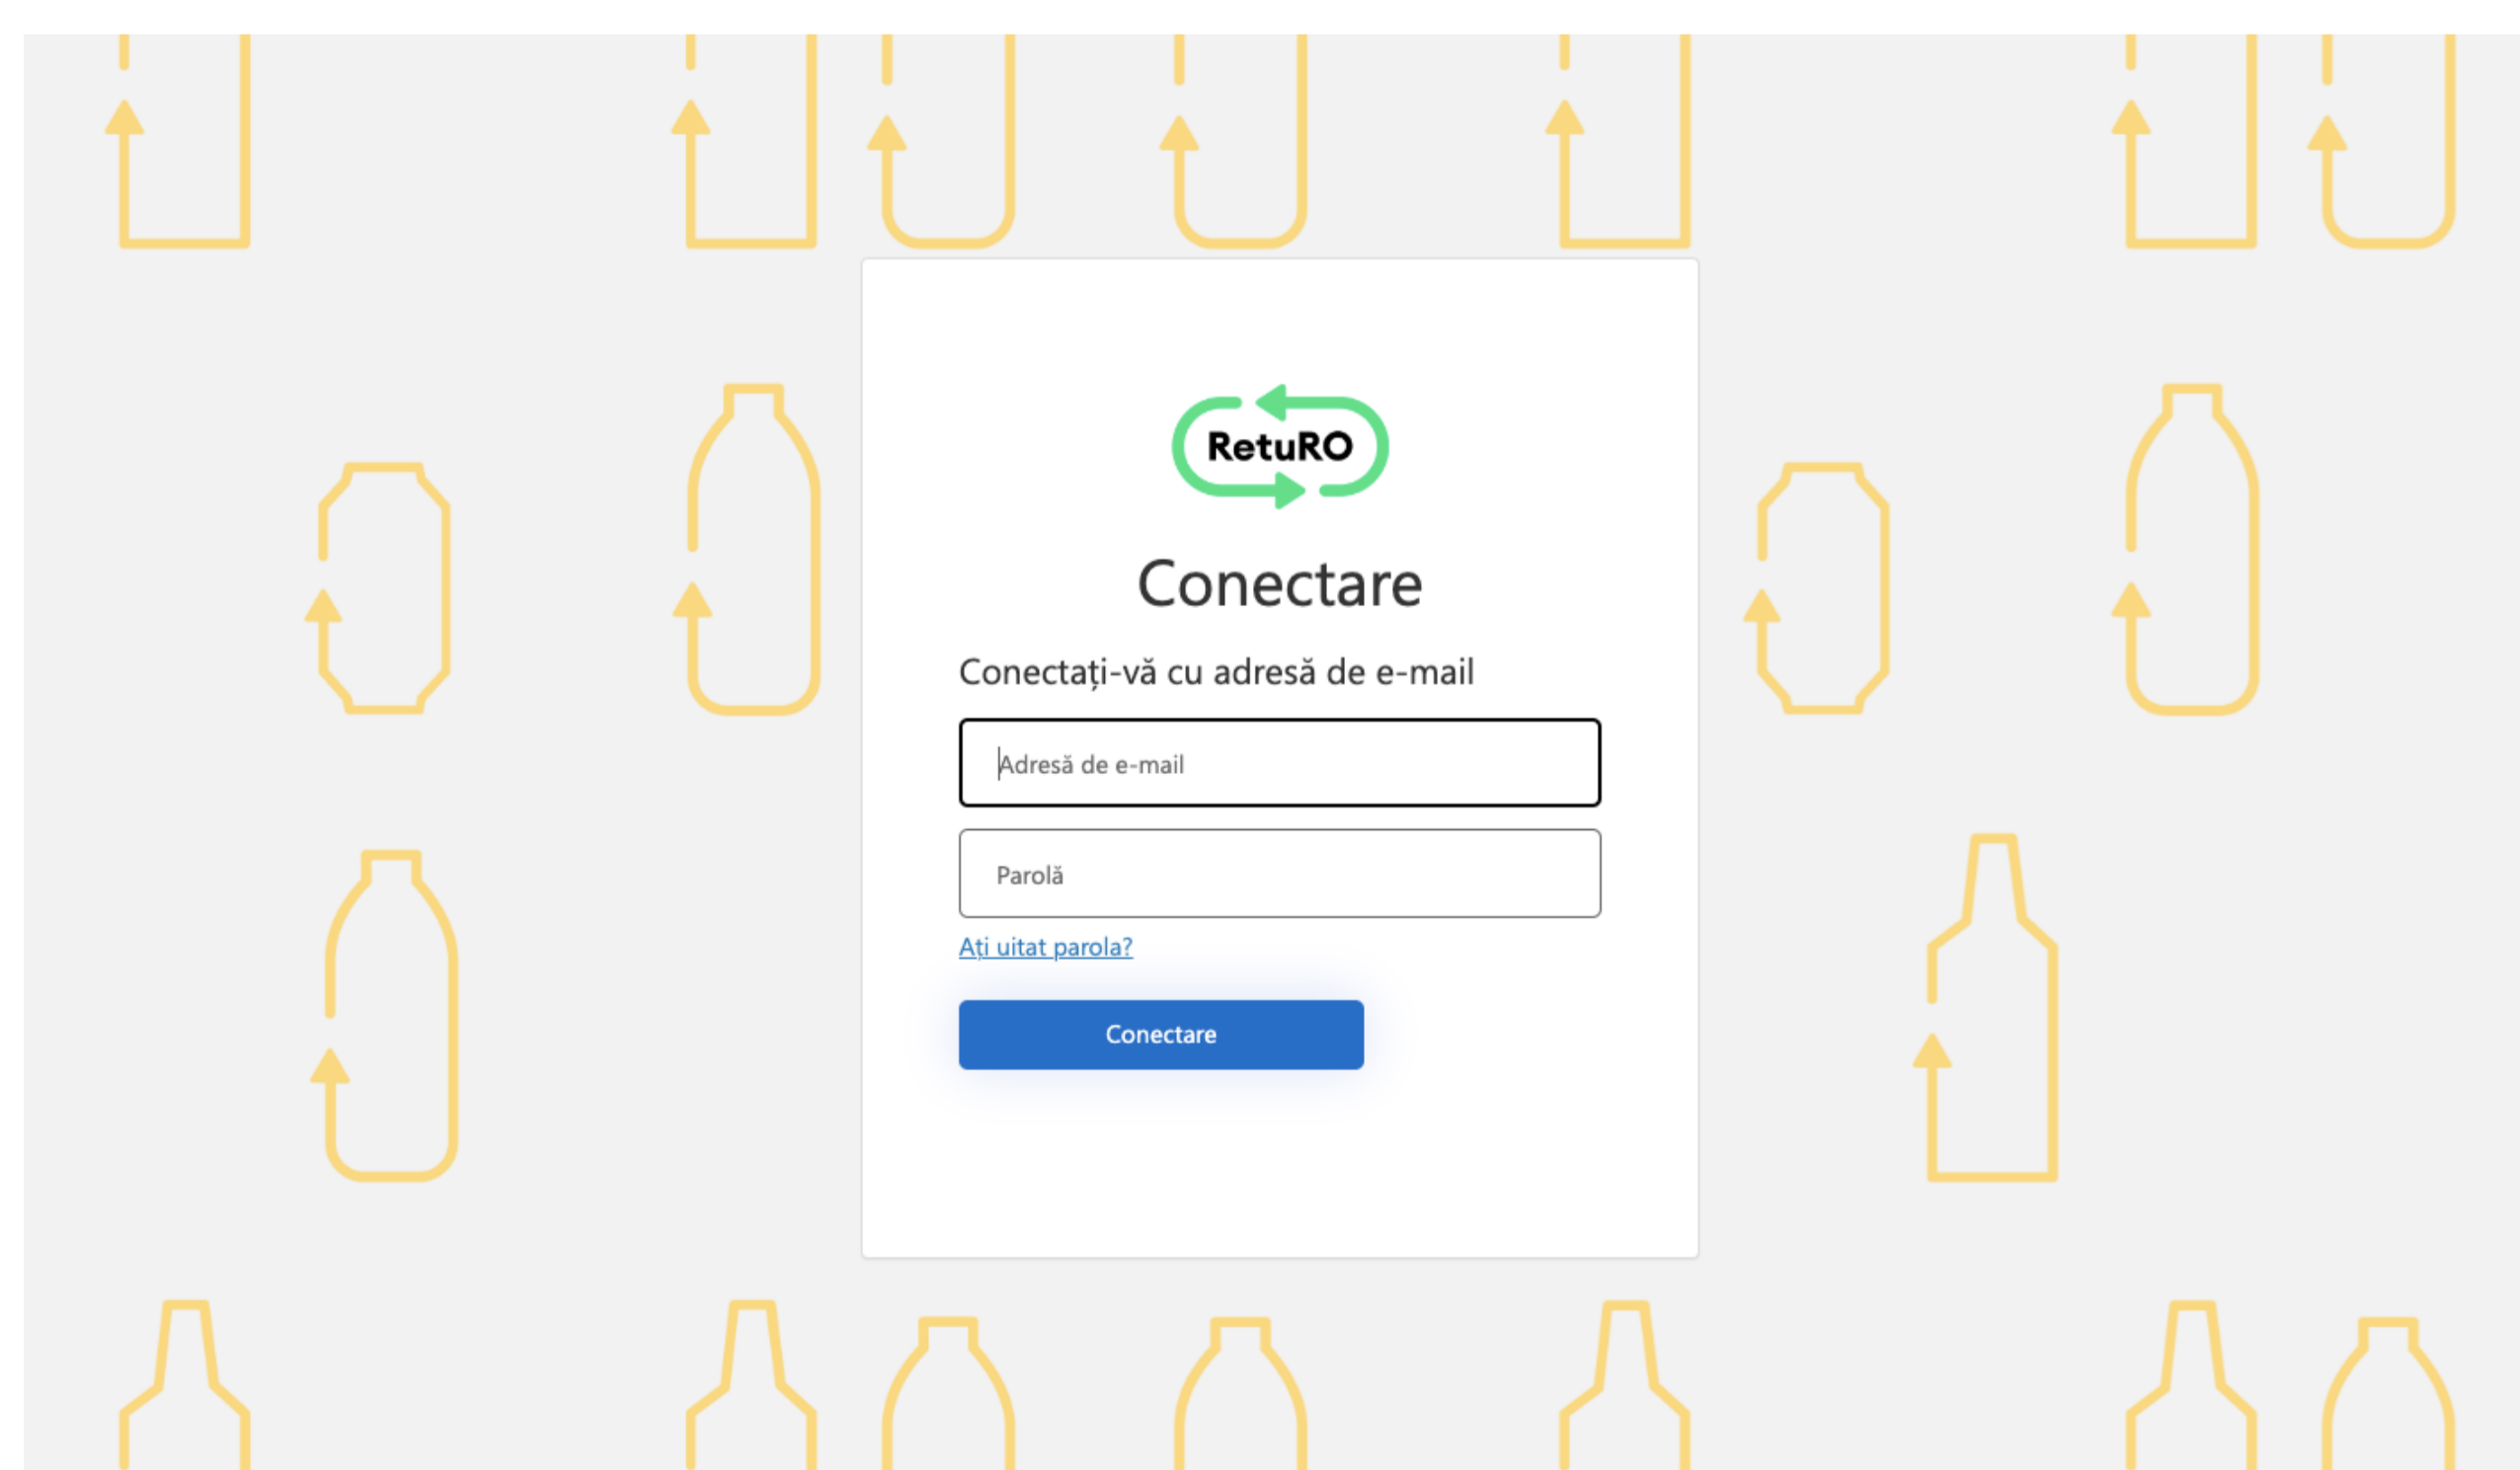 RetuRO
Conectare
Conectați-vă cu adresă de e-mail
Adresă de e-mail
Parolă
Ați uitat parola?
Conectare